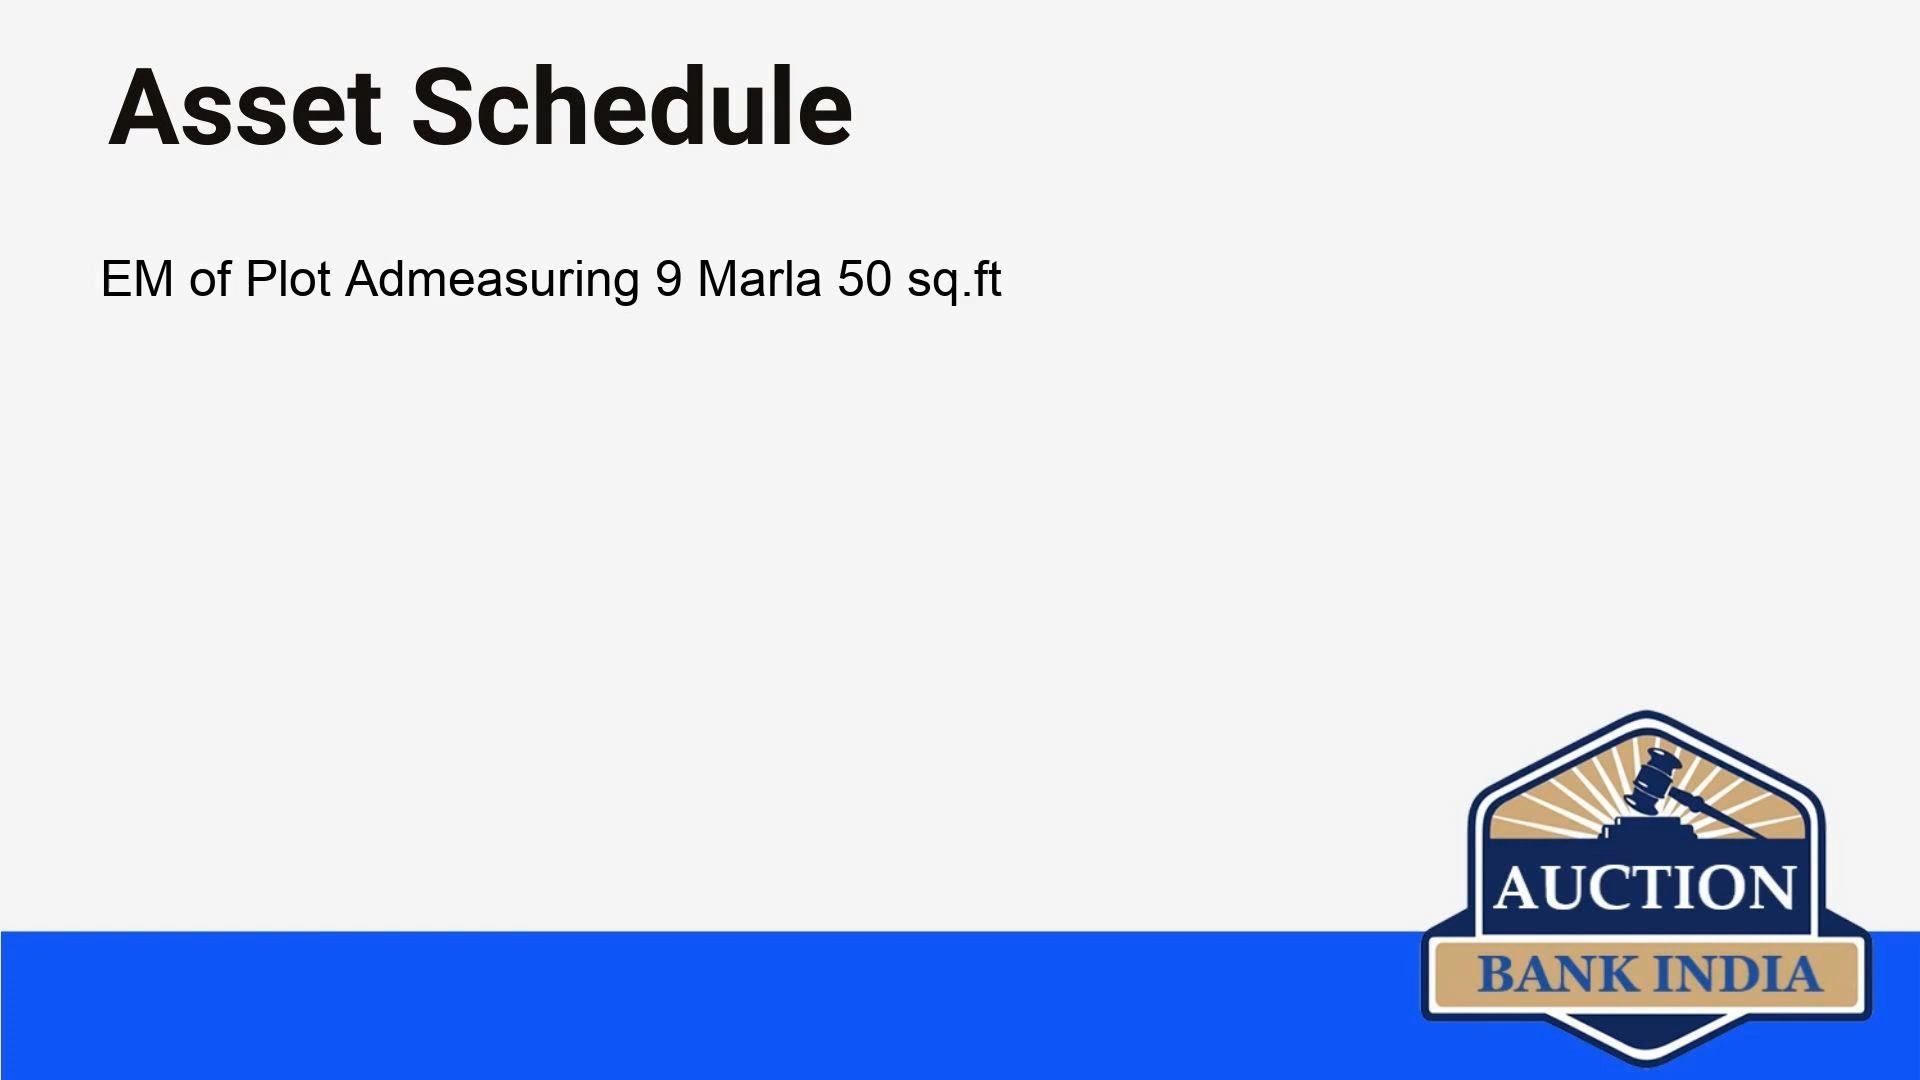 Asset Schedule
EM of Plot Admeasuring 9 Marla 50 sq.ft
AUCTION
BANK INDIA